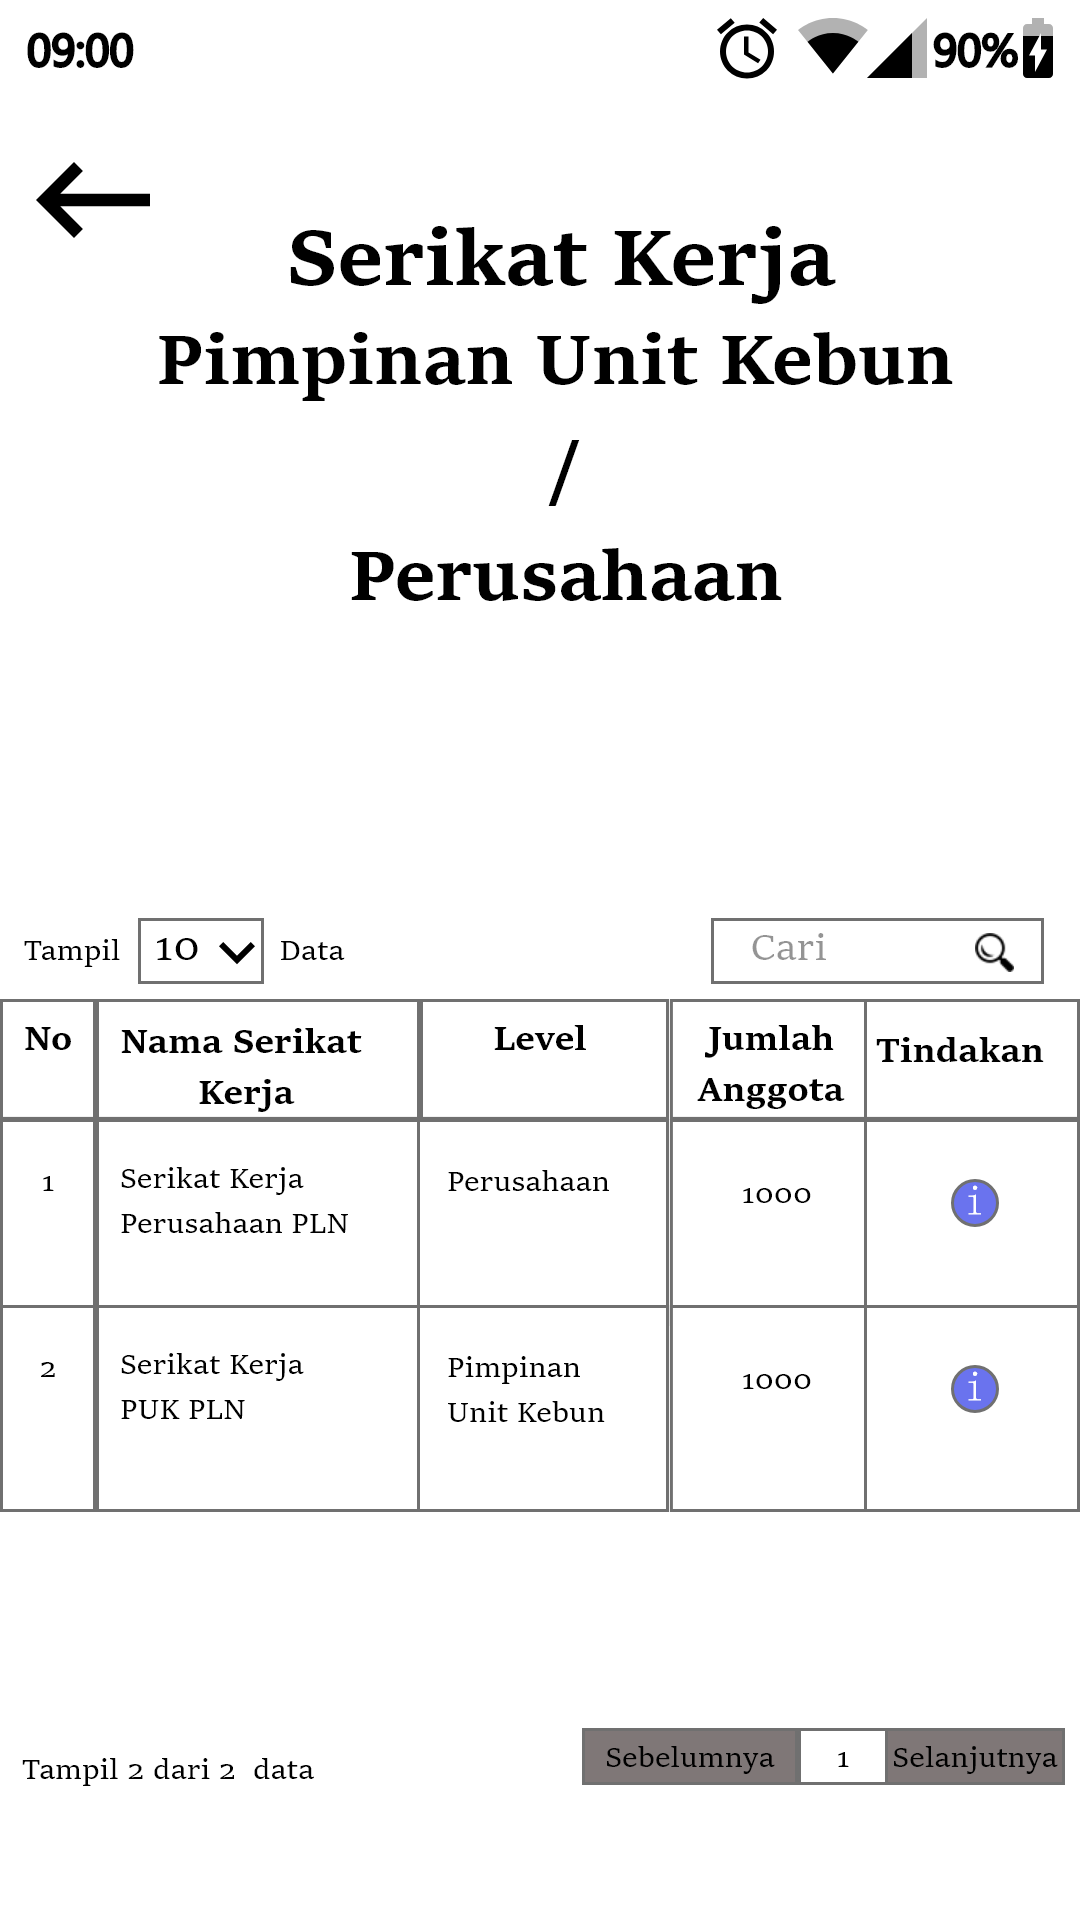 09:00 90%
Serikat Kerja
Pimpinan Unit Kebun
/
Perusahaan
Tampil 10 Data Cari
No Nama Serikat Kerja Level Jumlah Anggota Tindakan
1 Serikat Kerja Perusahaan PLN Perusahaan 1000 i
2 Serikat Kerja PUK PLN Pimpinan Unit Kebun 1000 i
Tampil 2 dari 2 data Sebelumnya 1 Selanjutnya